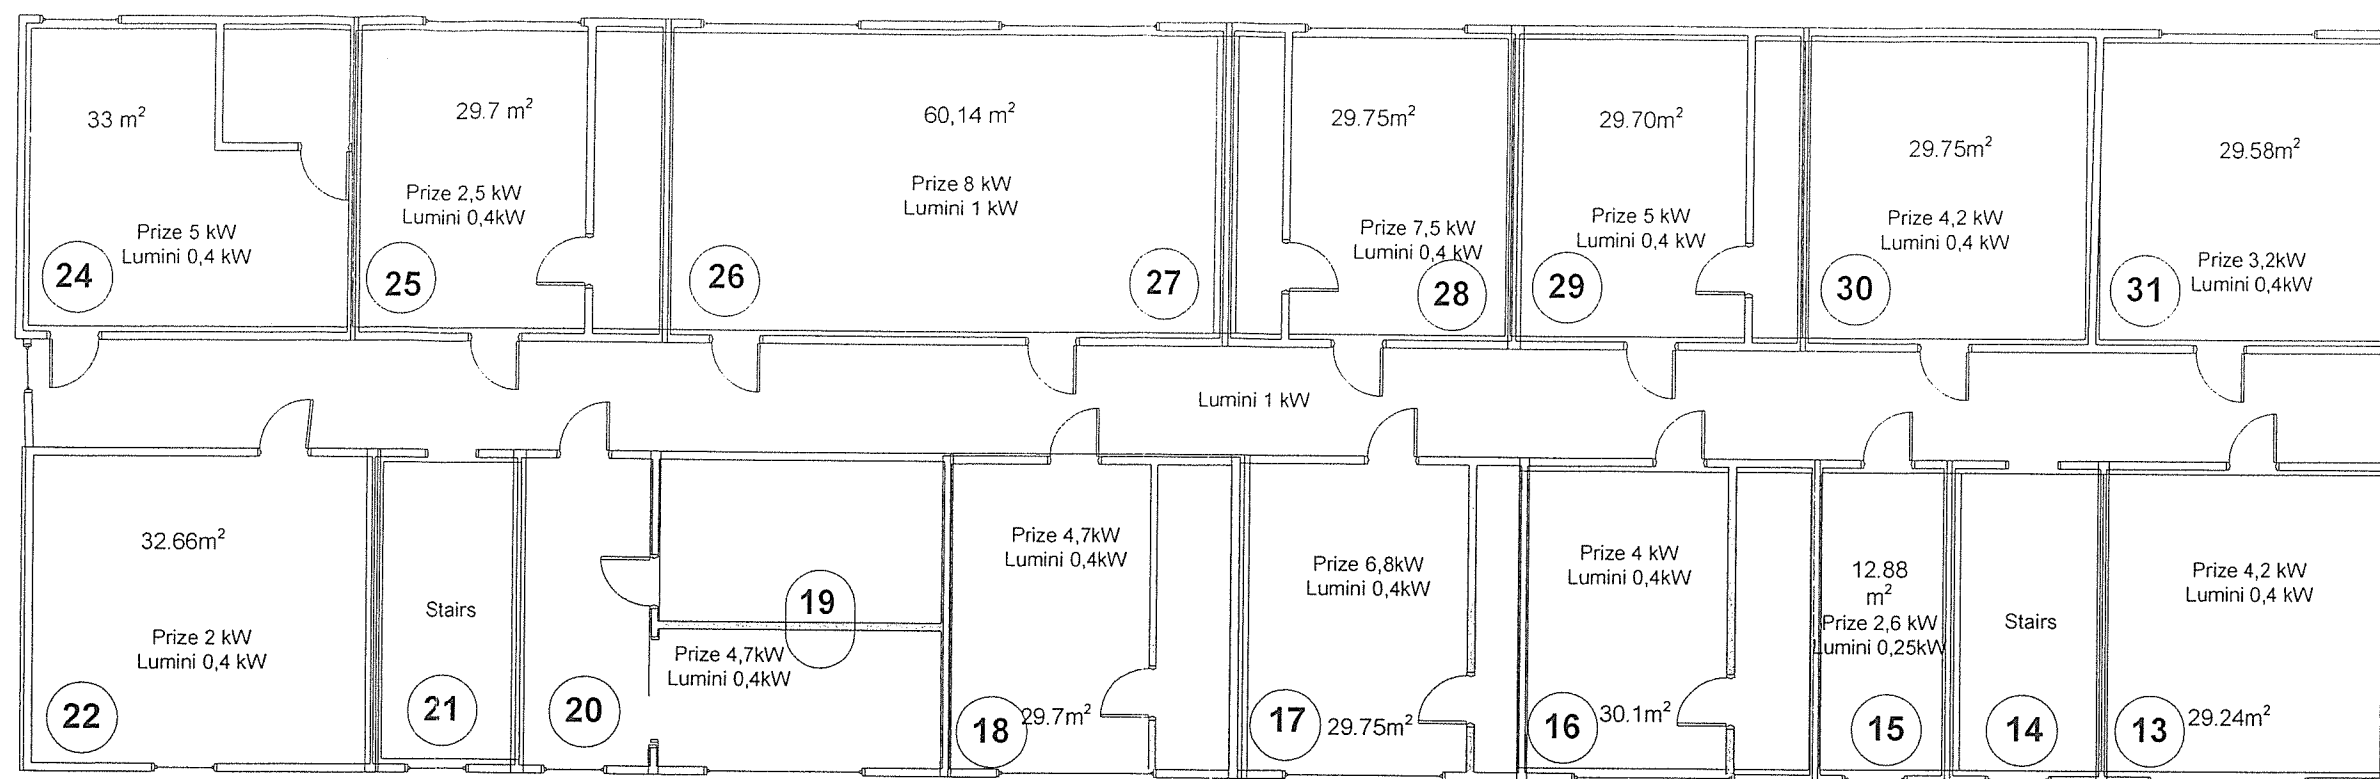 33 m²
Prize 5 kW
Lumini 0,4 kW
24
29.7 m²
Prize 2,5 kW
Lumini 0,4kW
25
60,14 m²
Prize 8 kW
Lumini 1 kW
26
27
29.75m²
Prize 7,5 kW
Lumini 0,4 kW
28
29.70m²
Prize 5 kW
Lumini 0,4 kW
29
29.75m²
Prize 4,2 kW
Lumini 0,4 kW
30
29.58m²
Prize 3,2kW
Lumini 0,4kW
31
Lumini 1 kW
32.66m²
Prize 2 kW
Lumini 0,4 kW
22
Stairs
21
20
19
Prize 4,7kW
Lumini 0,4kW
Prize 4,7kW
Lumini 0,4kW
18
29.7m²
Prize 6,8kW
Lumini 0,4kW
17
29.75m²
Prize 4 kW
Lumini 0,4kW
16
30.1m²
12.88
m²
Prize 2,6 kW
Lumini 0,25kW
15
Stairs
14
Prize 4,2 kW
Lumini 0,4 kW
13
29.24m²